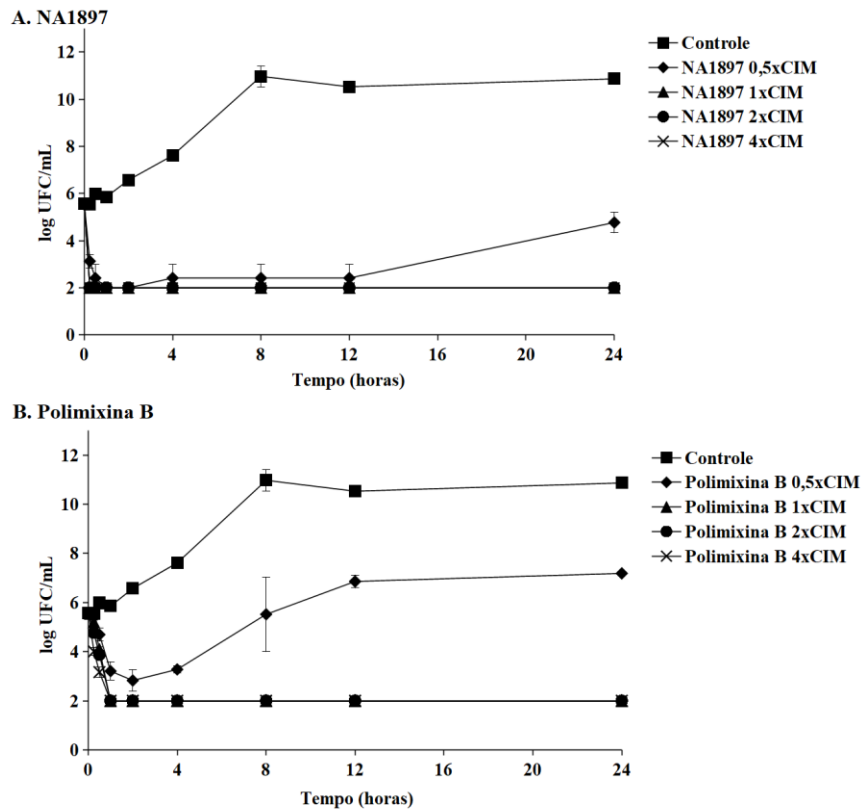 A. NA1897
12
10
8
6
4
2
0
log UFC/mL
0
4
8
12
16
20
24
Tempo (horas)
Controle
NA1897 0,5xCIM
NA1897 1xCIM
NA1897 2xCIM
NA1897 4xCIM
B. Polimixina B
12
10
8
6
4
2
0
log UFC/mL
0
4
8
12
16
20
24
Tempo (horas)
Controle
Polimixina B 0,5xCIM
Polimixina B 1xCIM
Polimixina B 2xCIM
Polimixina B 4xCIM